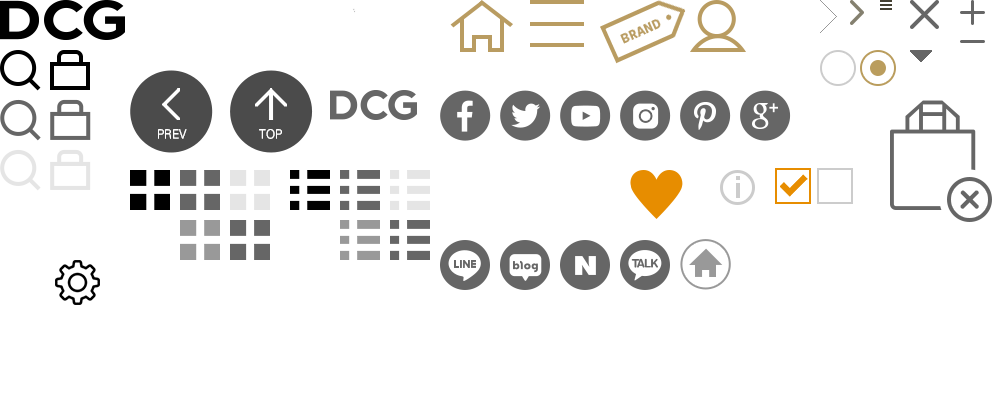 DCG
BRAND
PREV
TOP
DCG
g+
LINE
blog
N
TALK